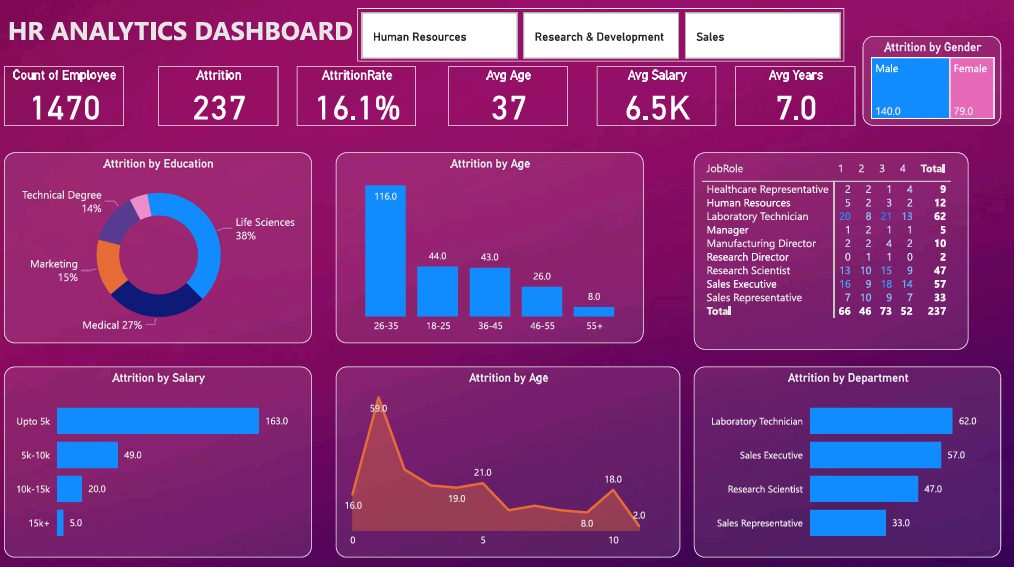 HR ANALYTICS DASHBOARD
Human Resources
Research & Development
Sales
Count of Employee
1470
Attrition
237
AttritionRate
16.1%
Avg Age
37
Avg Salary
6.5K
Avg Years
7.0
Attrition by Gender
Male
Female
140.0
79.0
Attrition by Education
Technical Degree
14%
Life Sciences
38%
Marketing
15%
Medical 27%
Attrition by Age
116.0
44.0
43.0
26.0
8.0
26-35
18-25
36-45
46-55
55+
JobRole 1 2 3 4 Total
Healthcare Representative 2 2 1 4 9
Human Resources 5 2 3 2 12
Laboratory Technician 20 8 21 13 62
Manager 1 2 1 1 5
Manufacturing Director 2 2 4 2 10
Research Director 0 1 1 0 2
Research Scientist 13 10 15 9 47
Sales Executive 16 9 18 14 57
Sales Representative 7 10 9 7 33
Total 66 46 73 52 237
Attrition by Salary
Upto 5k 163.0
5k-10k 49.0
10k-15k 20.0
15k+ 5.0
Attrition by Age
59.0
16.0
19.0
21.0
8.0
18.0
2.0
0 5 10
Attrition by Department
Laboratory Technician 62.0
Sales Executive 57.0
Research Scientist 47.0
Sales Representative 33.0